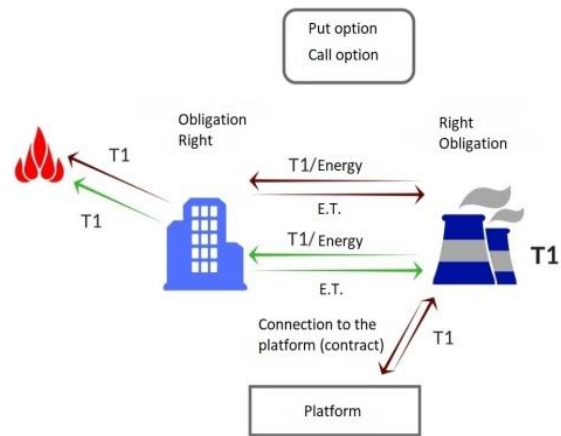 Put option
Call option
Obligation
Right
Right
Obligation
T1
T1/Energy
E.T.
T1
T1/Energy
T1
E.T.
Connection to the
platform (contract)
T1
Platform